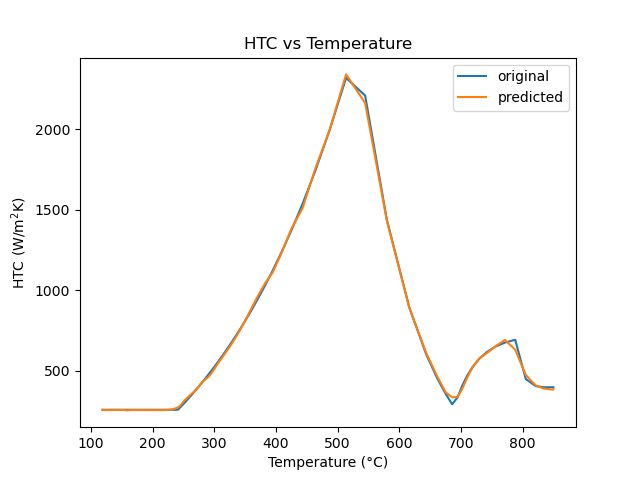 HTC vs Temperature
original
predicted
HTC (W/m²K)
2000
1500
1000
500
100 200 300 400 500 600 700 800
Temperature (°C)